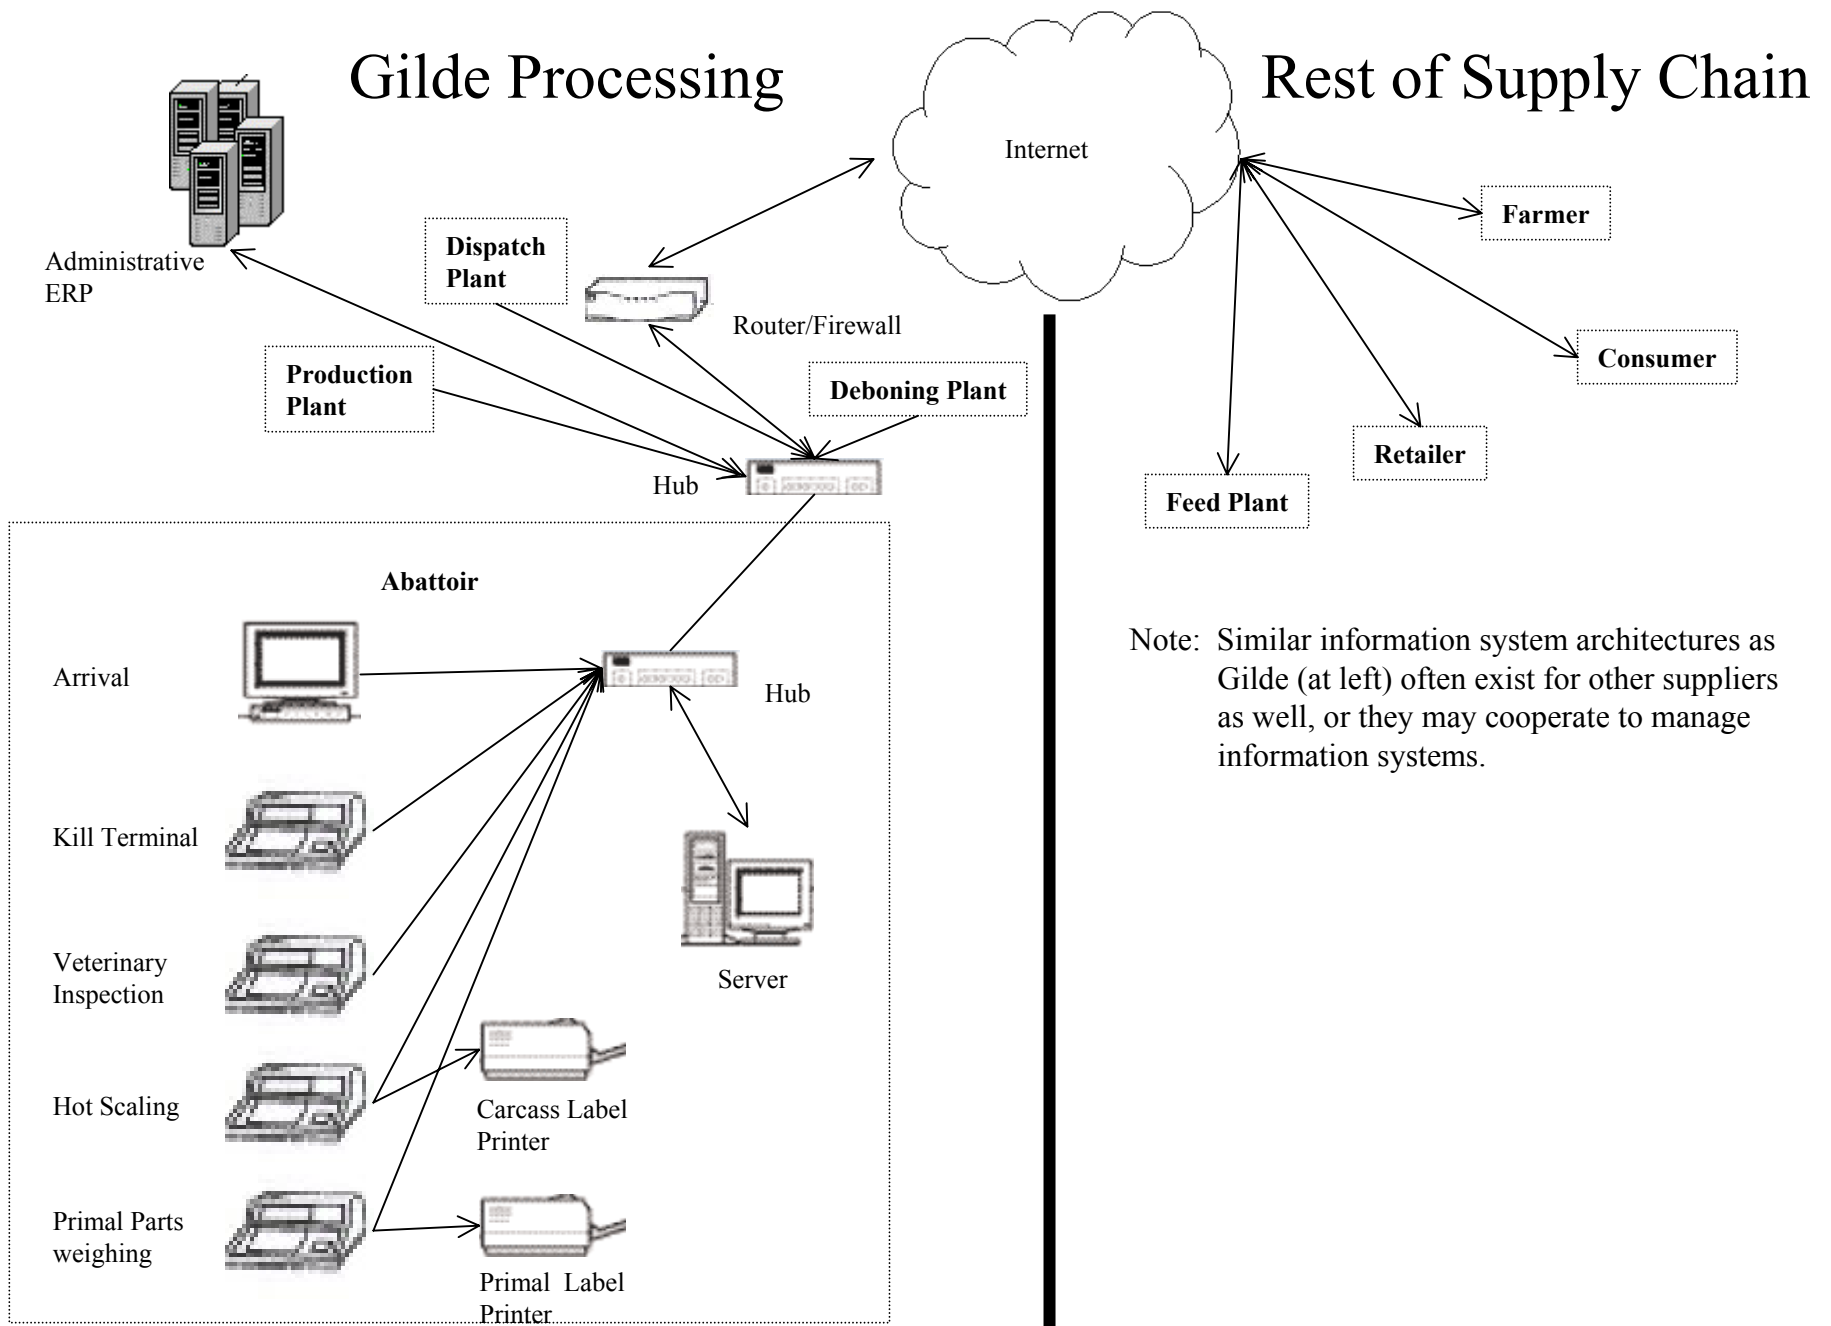 Gilde Processing
Rest of Supply Chain
Internet
Administrative
ERP
Dispatch
Plant
Router/Firewall
Production
Plant
Deboning Plant
Hub
Farmer
Consumer
Retailer
Feed Plant
Abattoir
Arrival
Hub
Kill Terminal
Veterinary
Inspection
Server
Hot Scaling
Carcass Label
Printer
Primal Parts
weighing
Primal Label
Printer
Note: Similar information system architectures as
Gilde (at left) often exist for other suppliers
as well, or they may cooperate to manage
information systems.